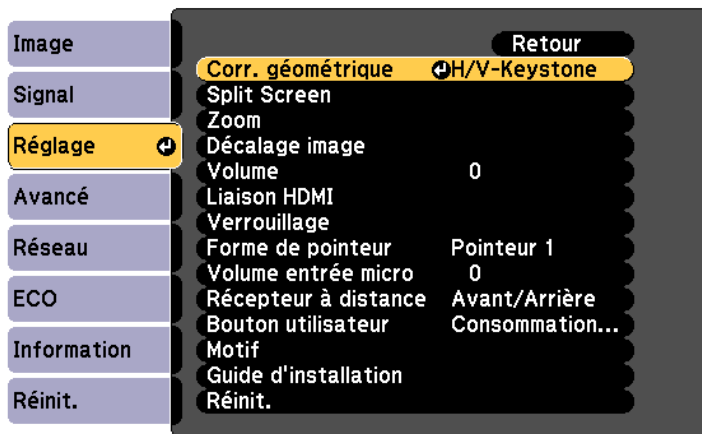 Image
Signal
Réglage
Avancé
Réseau
ECO
Information
Réinit.
Retour
Corr. géométrique H/V-Keystone
Split Screen
Zoom
Décalage image
Volume 0
Liaison HDMI
Verrouillage
Forme de pointeur Pointeur 1
Volume entrée micro 0
Récepteur à distance Avant/Arrière
Bouton utilisateur Consommation...
Motif
Guide d'installation
Réinit.